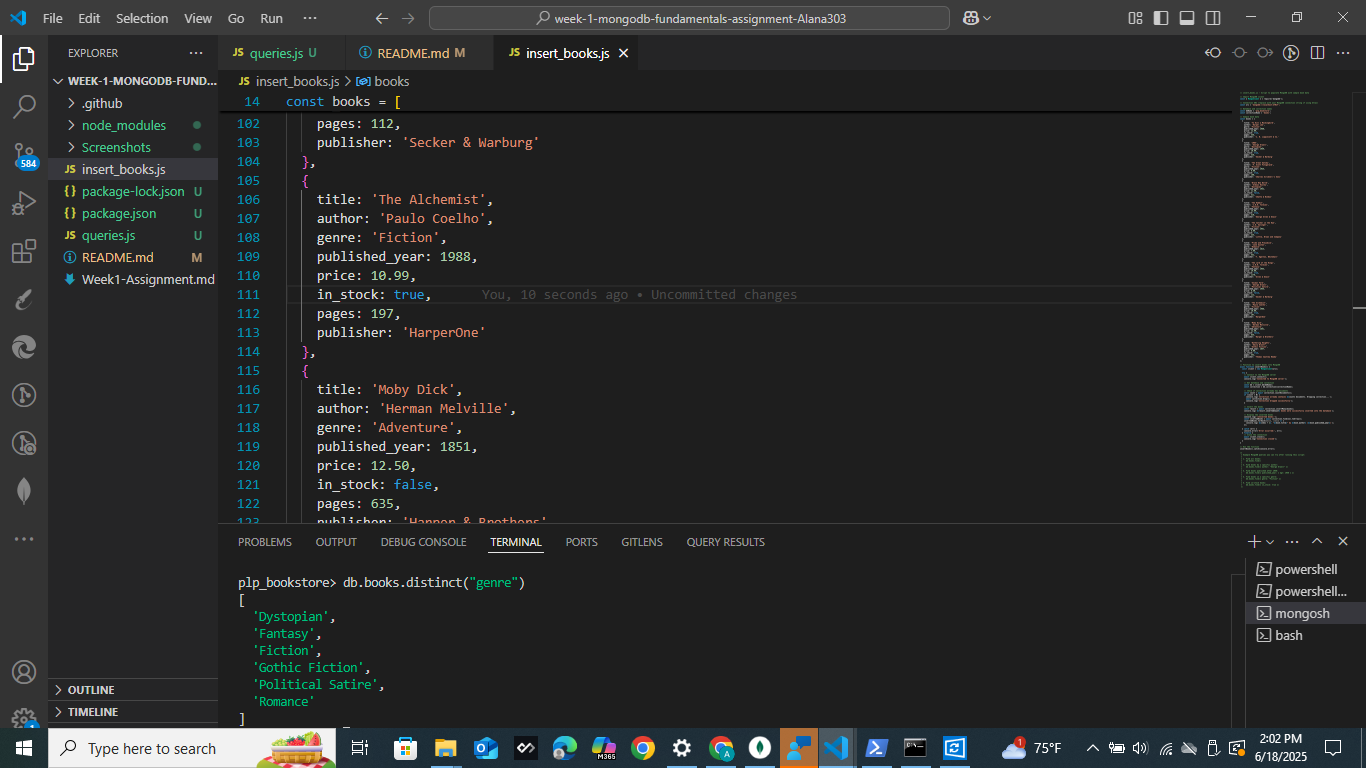 File Edit Selection View Go Run ···
week-1-mongodb-fundamentals-assignment-Alana303
EXPLORER ···
JS queries.js U
README.md M
JS insert_books.js
WEEK-1-MONGODB-FUND...
.github
node_modules
Screenshots
JS insert_books.js
{} package-lock.json U
{} package.json U
JS queries.js U
README.md M
Week1-Assignment.md
OUTLINE
TIMELINE
584
1
JS insert_books.js > books
14 const books = [
102 pages: 112,
103 publisher: 'Secker & Warburg'
104 },
105 {
106 title: 'The Alchemist',
107 author: 'Paulo Coelho',
108 genre: 'Fiction',
109 published_year: 1988,
110 price: 10.99,
111 in_stock: true, You, 10 seconds ago • Uncommitted changes
112 pages: 197,
113 publisher: 'HarperOne'
114 },
115 {
116 title: 'Moby Dick',
117 author: 'Herman Melville',
118 genre: 'Adventure',
119 published_year: 1851,
120 price: 12.50,
121 in_stock: false,
122 pages: 635,
123 publisher: 'Harper & Brothers'
PROBLEMS OUTPUT DEBUG CONSOLE TERMINAL PORTS GITLENS QUERY RESULTS
plp_bookstore> db.books.distinct("genre")
[
'Dystopian',
'Fantasy',
'Fiction',
'Gothic Fiction',
'Political Satire',
'Romance'
]
powershell
powershell...
mongosh
bash
Type here to search
M365
1
75°F
2:02 PM
6/18/2025